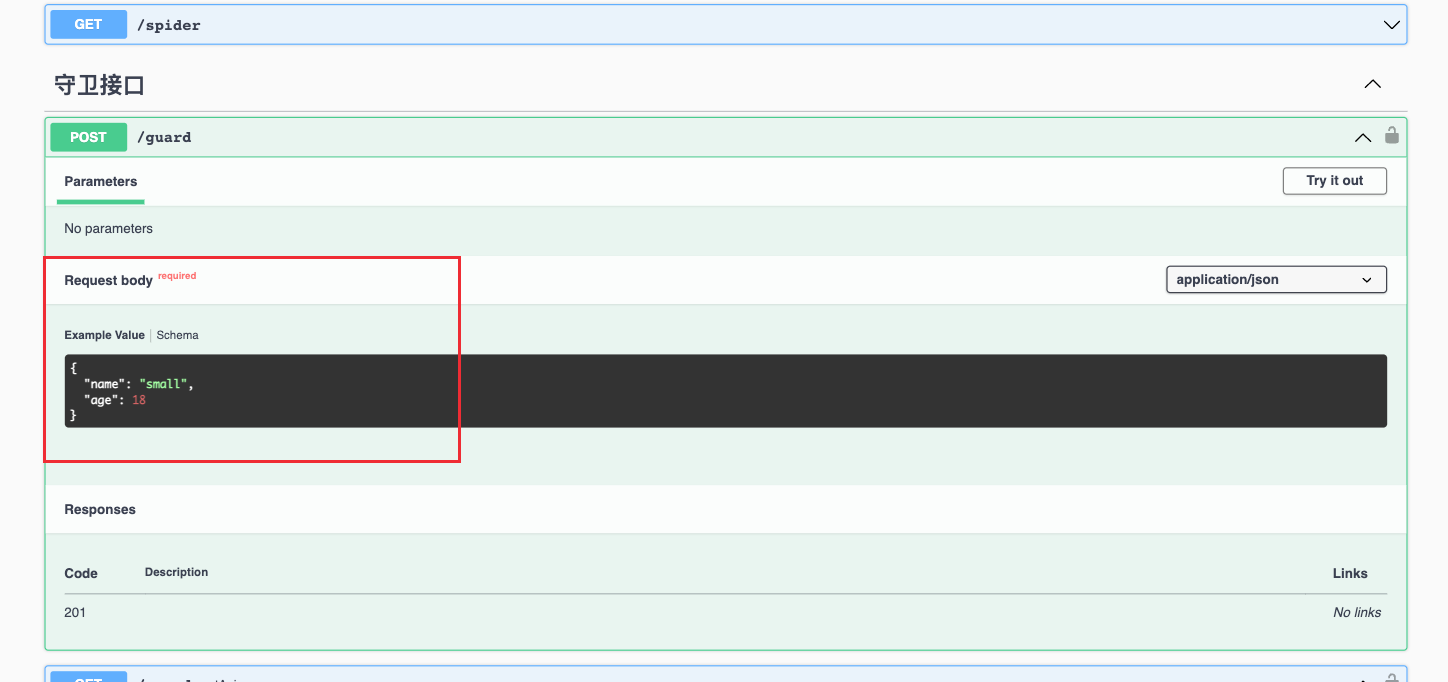 GET /spider
守卫接口
POST /guard
Parameters
Try it out
No parameters
Request body required
application/json
Example Value | Schema
{
"name": "small",
"age": 18
}
Responses
Code Description Links
201 No links
GET